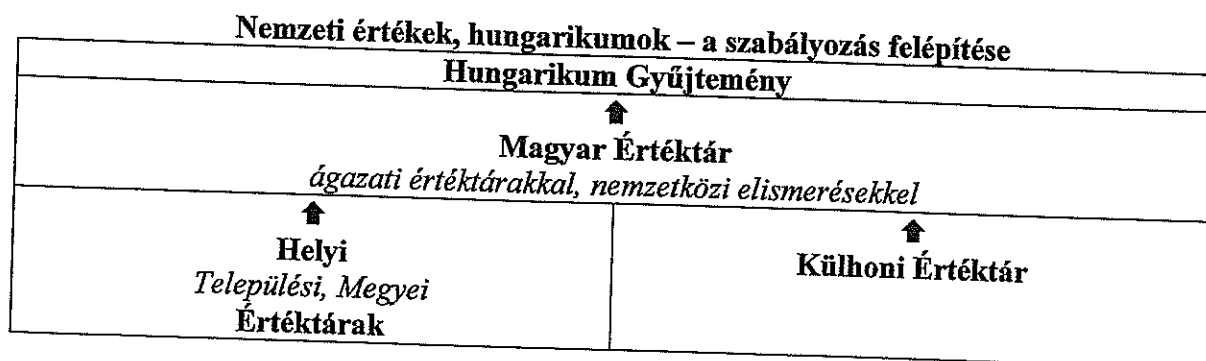 Nemzeti értékek, hungarikumok – a szabályozás felépítése
Hungarikum Gyűjtemény
Magyar Értéktár
ágazati értéktárakkal, nemzetközi elismerésekkel
Helyi
Települési, Megyei
Értéktárak
Külhoni Értéktár